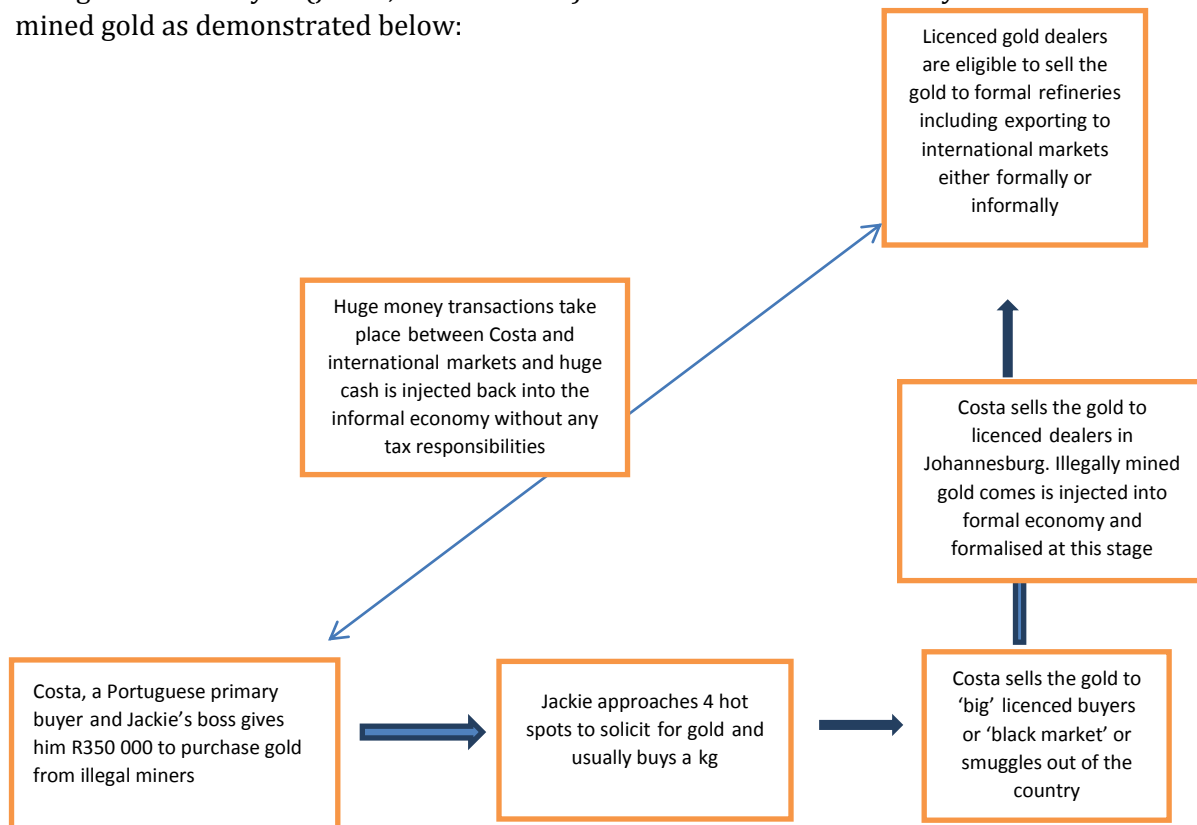 mined gold as demonstrated below:
Licenced gold dealers
are eligible to sell the
gold to formal refineries
including exporting to
international markets
either formally or
informally
Huge money transactions take
place between Costa and
international markets and huge
cash is injected back into the
informal economy without any
tax responsibilities
Costa sells the gold to
licenced dealers in
Johannesburg. Illegally mined
gold comes is injected into
formal economy and
formalised at this stage
Costa, a Portuguese primary
buyer and Jackie’s boss gives
him R350 000 to purchase gold
from illegal miners
Jackie approaches 4 hot
spots to solicit for gold and
usually buys a kg
Costa sells the gold to
‘big’ licenced buyers
or ‘black market’ or
smuggles out of the
country